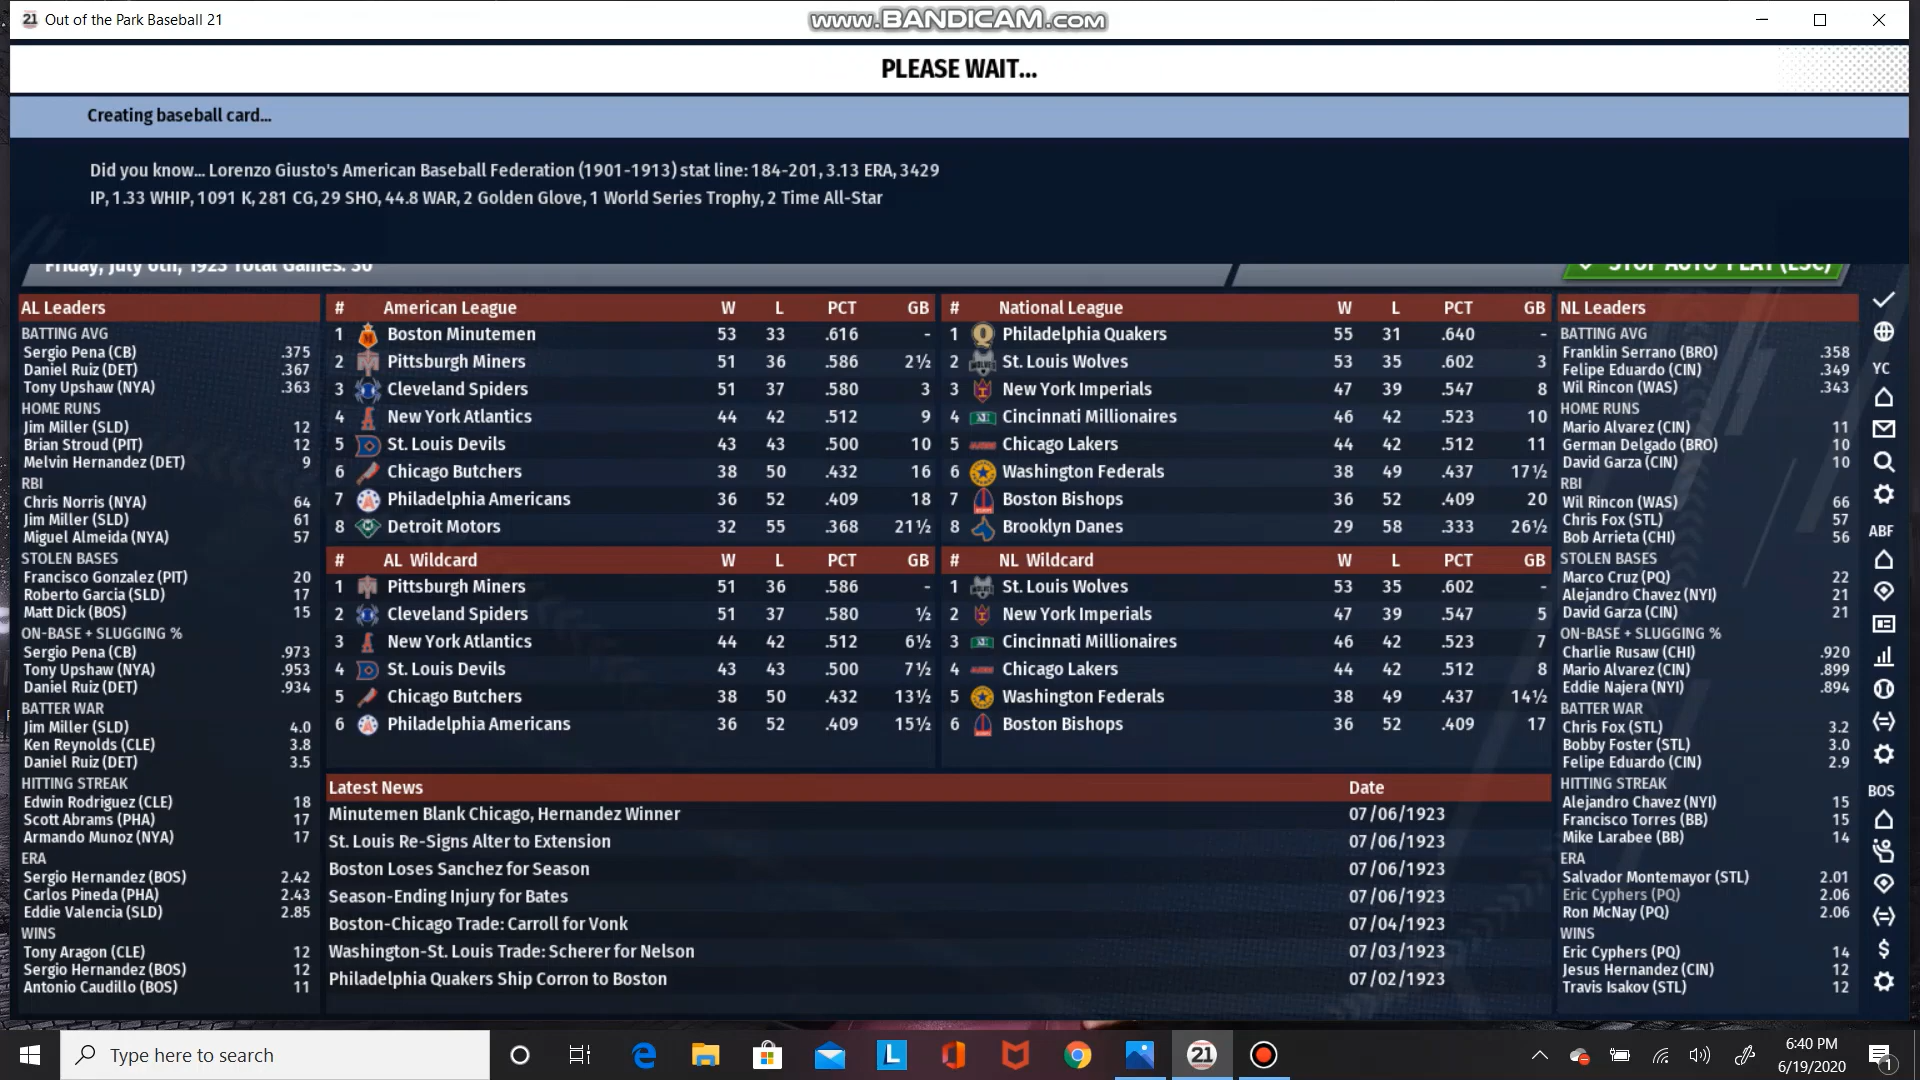 Out of the Park Baseball 21
www.BANDICAM.com
PLEASE WAIT...
Creating baseball card...
Did you know... Lorenzo Giusto's American Baseball Federation (1901-1913) stat line: 184-201, 3.13 ERA, 3429
IP, 1.33 WHIP, 1091 K, 281 CG, 29 SHO, 44.8 WAR, 2 Golden Glove, 1 World Series Trophy, 2 Time All-Star
Friday, July 6th, 1923 Total Games: 30
STOP AUTO-PLAY (ESC)
AL Leaders
BATTING AVG
Sergio Pena (CB) .375
Daniel Ruiz (DET) .367
Tony Upshaw (NYA) .363
HOME RUNS
Jim Miller (SLD) 12
Brian Stroud (PIT) 12
Melvin Hernandez (DET) 9
RBI
Chris Norris (NYA) 64
Jim Miller (SLD) 61
Miguel Almeida (NYA) 57
STOLEN BASES
Francisco Gonzalez (PIT) 20
Roberto Garcia (SLD) 17
Matt Dick (BOS) 15
ON-BASE + SLUGGING %
Sergio Pena (CB) .973
Tony Upshaw (NYA) .953
Daniel Ruiz (DET) .934
BATTER WAR
Jim Miller (SLD) 4.0
Ken Reynolds (CLE) 3.8
Daniel Ruiz (DET) 3.5
HITTING STREAK
Edwin Rodriguez (CLE) 18
Scott Abrams (PHA) 17
Armando Munoz (NYA) 17
ERA
Sergio Hernandez (BOS) 2.42
Carlos Pineda (PHA) 2.43
Eddie Valencia (SLD) 2.85
WINS
Tony Aragon (CLE) 12
Sergio Hernandez (BOS) 12
Antonio Caudillo (BOS) 11
# American League W L PCT GB
1 Boston Minutemen 53 33 .616 -
2 Pittsburgh Miners 51 36 .586 2½
3 Cleveland Spiders 51 37 .580 3
4 New York Atlantics 44 42 .512 9
5 St. Louis Devils 43 43 .500 10
6 Chicago Butchers 38 50 .432 16
7 Philadelphia Americans 36 52 .409 18
8 Detroit Motors 32 55 .368 21½
# AL Wildcard W L PCT GB
1 Pittsburgh Miners 51 36 .586 -
2 Cleveland Spiders 51 37 .580 ½
3 New York Atlantics 44 42 .512 6½
4 St. Louis Devils 43 43 .500 7½
5 Chicago Butchers 38 50 .432 13½
6 Philadelphia Americans 36 52 .409 15½
# National League W L PCT GB
1 Philadelphia Quakers 55 31 .640 -
2 St. Louis Wolves 53 35 .602 3
3 New York Imperials 47 39 .547 8
4 Cincinnati Millionaires 46 42 .523 10
5 Chicago Lakers 44 42 .512 11
6 Washington Federals 38 49 .437 17½
7 Boston Bishops 36 52 .409 20
8 Brooklyn Danes 29 58 .333 26½
# NL Wildcard W L PCT GB
1 St. Louis Wolves 53 35 .602 -
2 New York Imperials 47 39 .547 5
3 Cincinnati Millionaires 46 42 .523 7
4 Chicago Lakers 44 42 .512 8
5 Washington Federals 38 49 .437 14½
6 Boston Bishops 36 52 .409 17
Latest News Date
Minutemen Blank Chicago, Hernandez Winner 07/06/1923
St. Louis Re-Signs Alter to Extension 07/06/1923
Boston Loses Sanchez for Season 07/06/1923
Season-Ending Injury for Bates 07/06/1923
Boston-Chicago Trade: Carroll for Vonk 07/04/1923
Washington-St. Louis Trade: Scherer for Nelson 07/03/1923
Philadelphia Quakers Ship Corron to Boston 07/02/1923
NL Leaders
BATTING AVG
Franklin Serrano (BRO) .358
Felipe Eduardo (CIN) .349
Wil Rincon (WAS) .343
HOME RUNS
Mario Alvarez (CIN) 11
German Delgado (BRO) 10
David Garza (CIN) 10
RBI
Wil Rincon (WAS) 66
Chris Fox (STL) 57
Bob Arrieta (CHI) 56
STOLEN BASES
Marco Cruz (PQ) 22
Alejandro Chavez (NYI) 21
David Garza (CIN) 21
ON-BASE + SLUGGING %
Charlie Rusaw (CHI) .920
Mario Alvarez (CIN) .899
Eddie Najera (NYI) .894
BATTER WAR
Chris Fox (STL) 3.2
Bobby Foster (STL) 3.0
Felipe Eduardo (CIN) 2.9
HITTING STREAK
Alejandro Chavez (NYI) 15
Francisco Torres (BB) 15
Mike Larabee (BB) 14
ERA
Salvador Montemayor (STL) 2.01
Eric Cyphers (PQ) 2.06
Ron McNay (PQ) 2.06
WINS
Eric Cyphers (PQ) 14
Jesus Hernandez (CIN) 12
Travis Isakov (STL) 12
YC
ABF
BOS
$
Type here to search
L
21
6:40 PM
6/19/2020
1